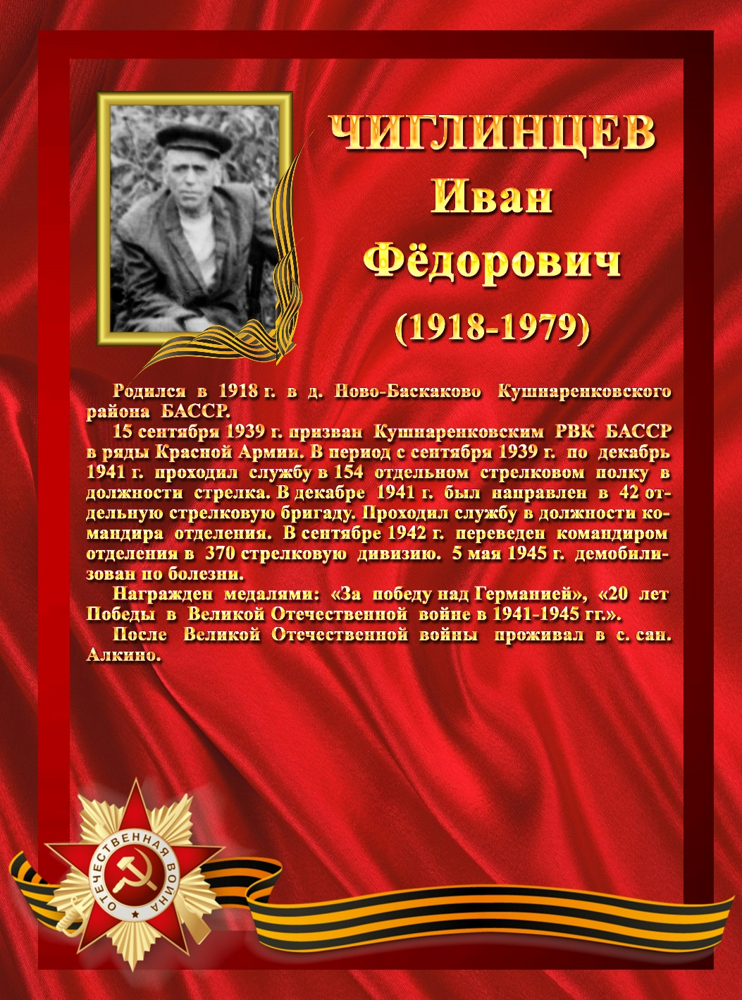 ЧИГЛИНЦЕВ
Иван
Фёдорович
(1918-1979)
Родился в 1918 г. в д. Ново-Баскаково Кушнаренковского
района БАССР.
15 сентября 1939 г. призван Кушнаренковским РВК БАССР
в ряды Красной Армии. В период с сентября 1939 г. по декабрь
1941 г. проходил службу в 154 отдельном стрелковом полку в
должности стрелка. В декабре 1941 г. был направлен в 42 от-
дельную стрелковую бригаду. Проходил службу в должности ко-
мандира отделения. В сентябре 1942 г. переведен командиром
отделения в 370 стрелковую дивизию. 5 мая 1945 г. демобили-
зован по болезни.
Награжден медалями: «За победу над Германией», «20 лет
Победы в Великой Отечественной войне в 1941-1945 гг.».
После Великой Отечественной войны проживал в с. сан.
Алкино.
ОТЕЧЕСТВЕННАЯ ВОЙНА